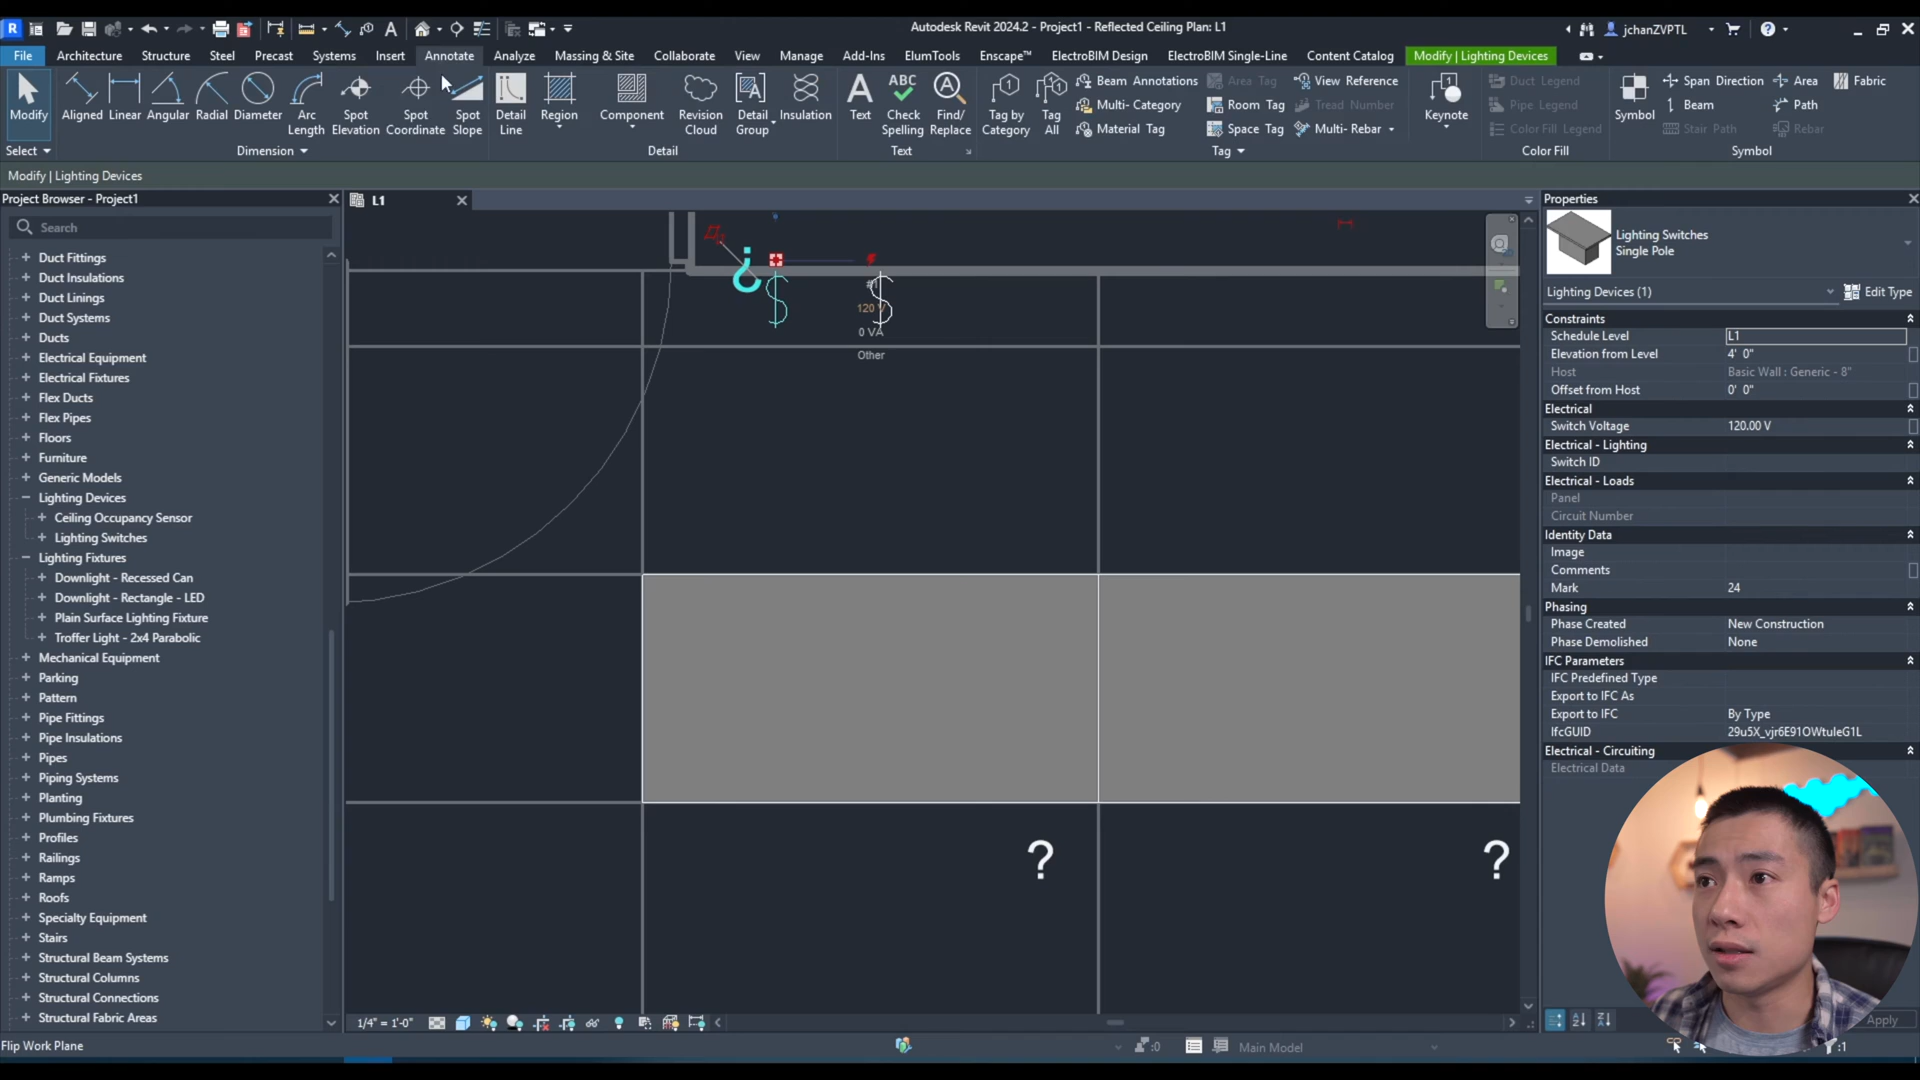 Autodesk Revit 2024.2 - Project1 - Reflected Ceiling Plan: L1
jchanZVPTL
File Architecture Structure Steel Precast Systems Insert Annotate Analyze Massing & Site Collaborate View Manage Add-Ins ElumTools Enscape™ ElectroBIM Design ElectroBIM Single-Line Content Catalog Modify | Lighting Devices
Modify
Aligned Linear Angular Radial Diameter Arc Length Spot Elevation Spot Coordinate Spot Slope
Detail Line Region Component Revision Cloud Detail Group Insulation
Text Check Spelling Find/ Replace
ABC
Tag by Category Tag All Beam Annotations Multi- Category Material Tag
Area Tag Room Tag Space Tag
View Reference Tread Number Multi- Rebar
Keynote
Duct Legend Pipe Legend Color Fill Legend
Symbol Span Direction Beam Stair Path Area Path Rebar Fabric
Select Dimension Detail Text Tag Color Fill Symbol
Modify | Lighting Devices
Project Browser - Project1
Search
Duct Fittings
Duct Insulations
Duct Linings
Duct Systems
Ducts
Electrical Equipment
Electrical Fixtures
Flex Ducts
Flex Pipes
Floors
Furniture
Generic Models
Lighting Devices
Ceiling Occupancy Sensor
Lighting Switches
Lighting Fixtures
Downlight - Recessed Can
Downlight - Rectangle - LED
Plain Surface Lighting Fixture
Troffer Light - 2x4 Parabolic
Mechanical Equipment
Parking
Pattern
Pipe Fittings
Pipe Insulations
Pipes
Piping Systems
Planting
Plumbing Fixtures
Profiles
Railings
Ramps
Roofs
Specialty Equipment
Stairs
Structural Beam Systems
Structural Columns
Structural Connections
Structural Fabric Areas
L1
?
$ $
120 V
0 VA
Other
? ?
1/4" = 1'-0"
Properties
Lighting Switches
Single Pole
Lighting Devices (1) Edit Type
Constraints
Schedule Level L1
Elevation from Level 4' 0"
Host Basic Wall : Generic - 8"
Offset from Host 0' 0"
Electrical
Switch Voltage 120.00 V
Electrical - Lighting
Switch ID
Electrical - Loads
Panel
Circuit Number
Identity Data
Image
Comments
Mark 24
Phasing
Phase Created New Construction
Phase Demolished None
IFC Parameters
IFC Predefined Type
Export to IFC As
Export to IFC By Type
IfcGUID 29u5X_vjr6E91OWtuleG1L
Electrical - Circuiting
Electrical Data
Apply
Flip Work Plane
:0
Main Model
:1